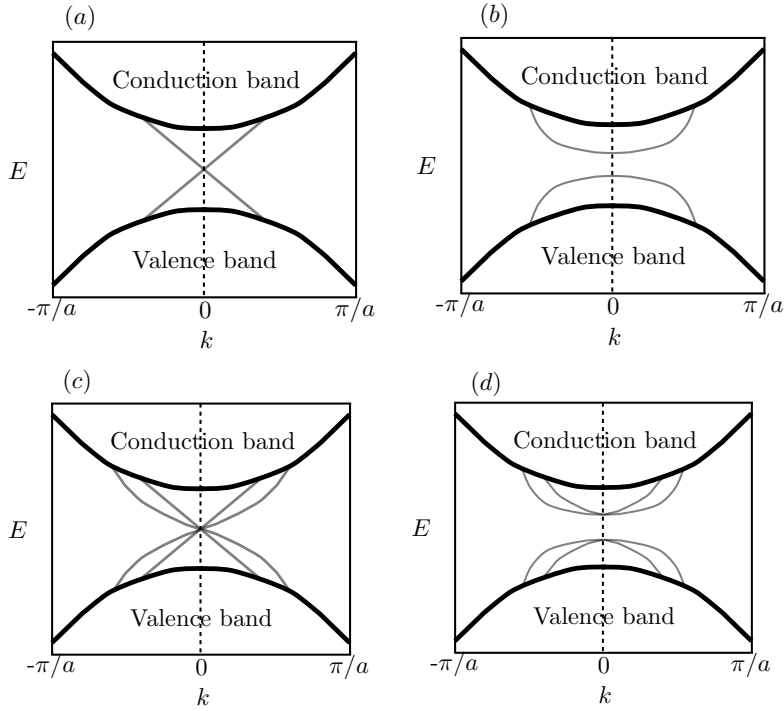 (a)
(b)
Conduction band
Conduction band
E
E
Valence band
Valence band
-π/a
0
π/a
-π/a
0
π/a
k
k
(c)
(d)
Conduction band
Conduction band
E
E
Valence band
Valence band
-π/a
0
π/a
-π/a
0
π/a
k
k